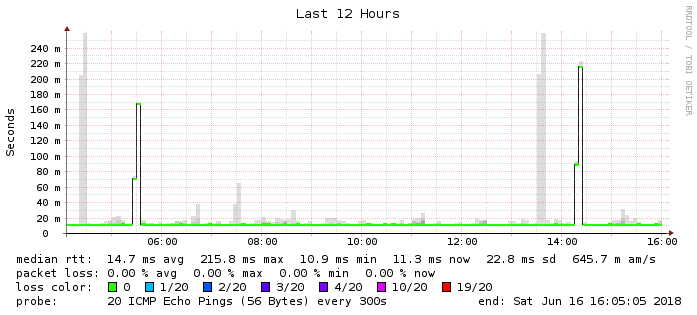 Last 12 Hours
RRDTOOL / TOBI OETIKER
Seconds
240 m
220 m
200 m
180 m
160 m
140 m
120 m
100 m
80 m
60 m
40 m
20 m
0
06:00 08:00 10:00 12:00 14:00 16:00
median rtt: 14.7 ms avg 215.8 ms max 10.9 ms min 11.3 ms now 22.8 ms sd 645.7 m am/s
packet loss: 0.00 % avg 0.00 % max 0.00 % min 0.00 % now
loss color: 0 1/20 2/20 3/20 4/20 10/20 19/20
probe: 20 ICMP Echo Pings (56 Bytes) every 300s end: Sat Jun 16 16:05:05 2018